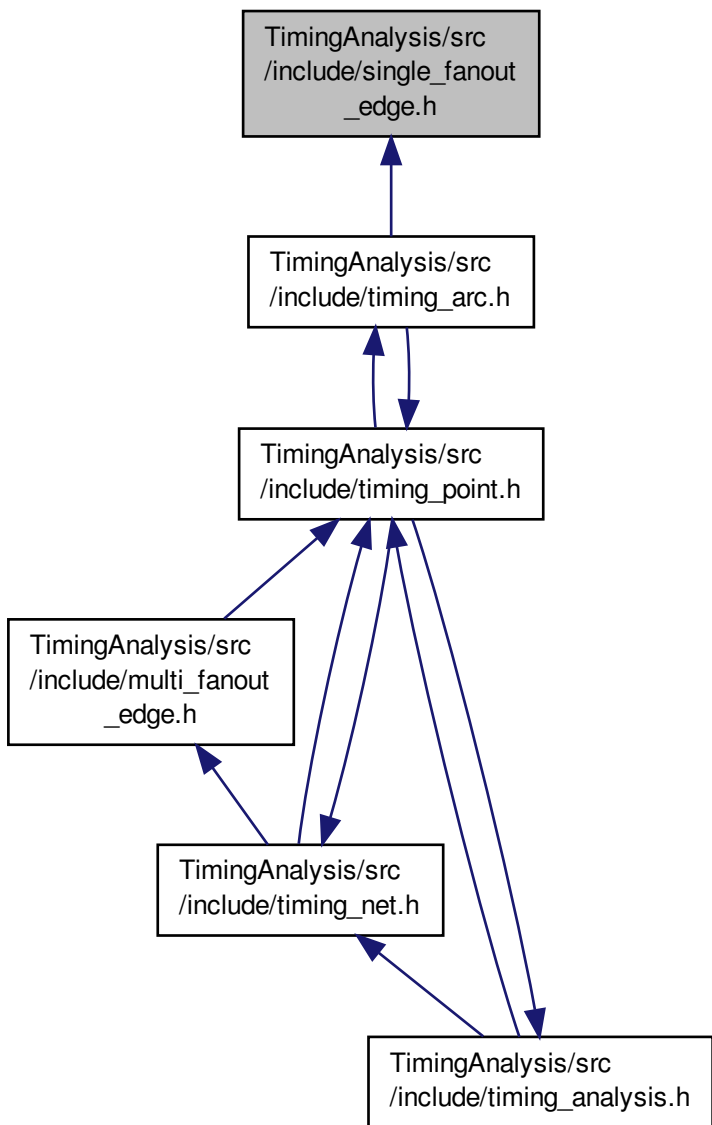 TimingAnalysis/src
/include/single_fanout
_edge.h
TimingAnalysis/src
/include/timing_arc.h
TimingAnalysis/src
/include/timing_point.h
TimingAnalysis/src
/include/multi_fanout
_edge.h
TimingAnalysis/src
/include/timing_net.h
TimingAnalysis/src
/include/timing_analysis.h